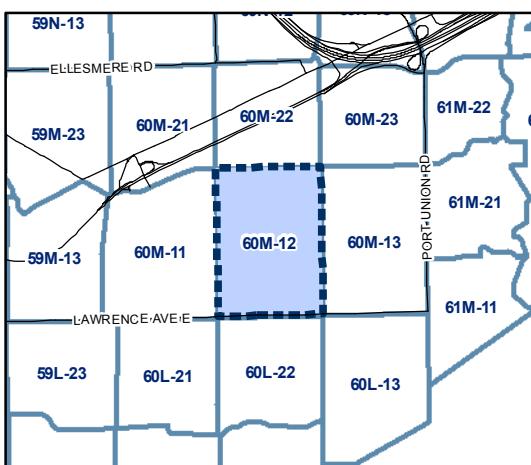 59N-13
ELLESMERE RD
59M-23
60M-21
60M-22
60M-23
61M-22
PORT UNION RD
59M-13
60M-11
60M-12
60M-13
61M-21
LAWRENCE AVE E
61M-11
59L-23
60L-21
60L-22
60L-13